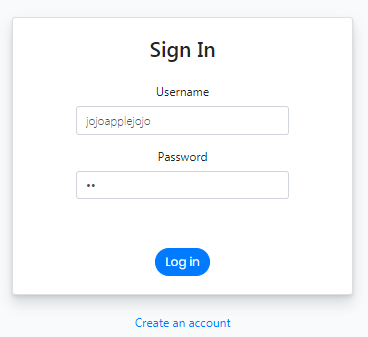 Sign In
Username
jojoapplejojo
Password
••
Log in
Create an account